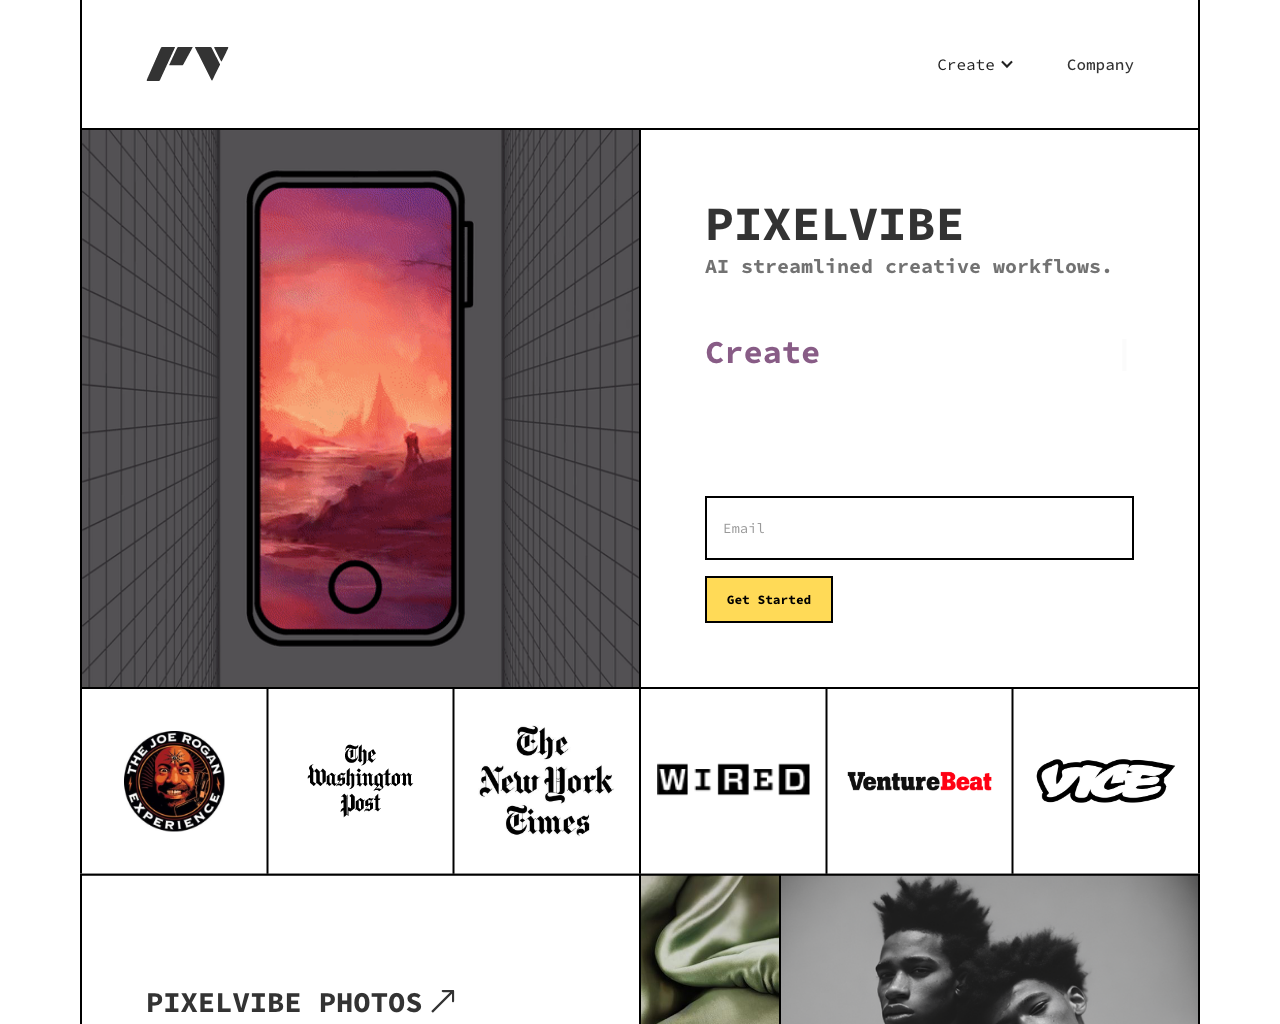 Create
Company
PIXELVIBE
AI streamlined creative workflows.
Create
Email
Get Started
THE JOE ROGAN
EXPERIENCE
The
Washington
Post
The
New York
Times
WIRED
VentureBeat
VICE
PIXELVIBE PHOTOS